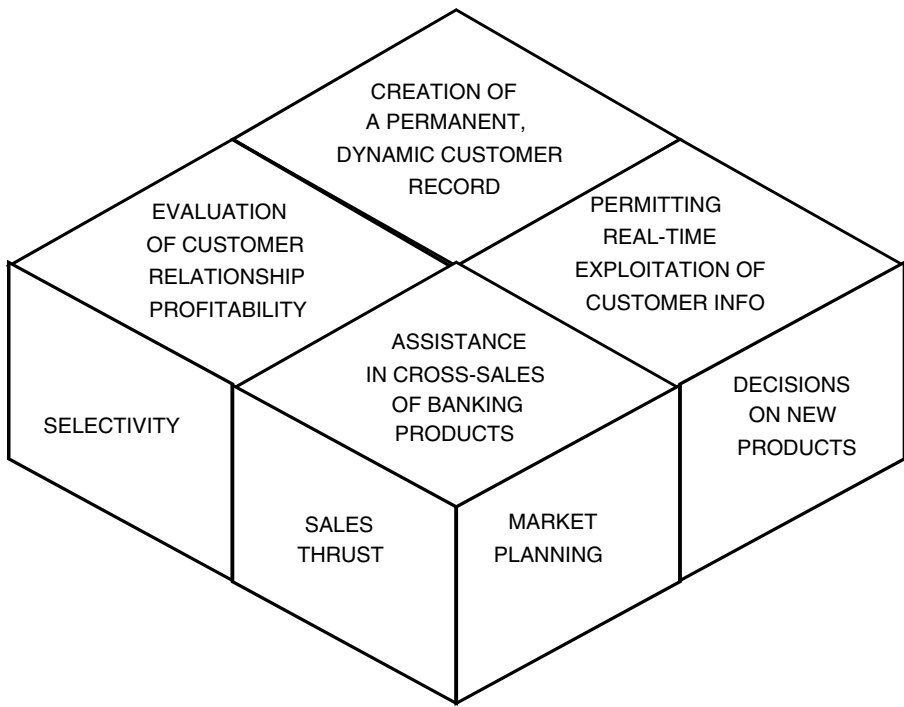 CREATION OF
A PERMANENT,
DYNAMIC CUSTOMER
RECORD
EVALUATION
OF CUSTOMER
RELATIONSHIP
PROFITABILITY
PERMITTING
REAL-TIME
EXPLOITATION OF
CUSTOMER INFO
ASSISTANCE
IN CROSS-SALES
OF BANKING
PRODUCTS
SELECTIVITY
SALES
THRUST
MARKET
PLANNING
DECISIONS
ON NEW
PRODUCTS